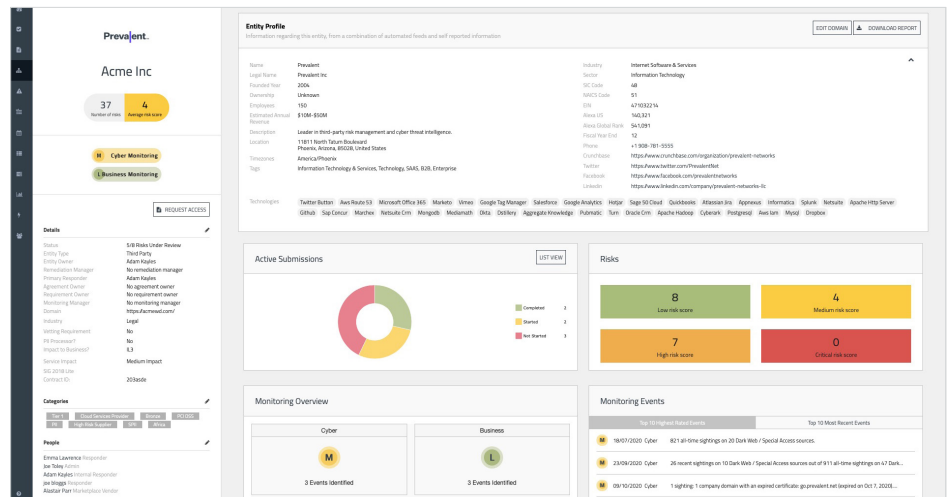 Prevalent.
Acme Inc
37
Number of risks
4
Average risk score
M Cyber Monitoring
L Business Monitoring
REQUEST ACCESS
Details
Status 5/8 Risks Under Review
Entity Type Third Party
Entity Owner Adam Kayles
Remediation Manager No remediation manager
Primary Responder Adam Kayles
Agreement Owner No agreement owner
Requirement Owner No requirement owner
Monitoring Manager No monitoring manager
Domain
Industry Legal
Vetting Requirement No
PII Processor? No
Impact to Business? IL3
Service Impact Medium Impact
SIG 2018 Lite
Contract ID: 203asdo
Categories
Tier 1 Cloud Services Provider Bronze PCI DSS
PII High Risk Supplier SPII Africa
People
Emma Lawrence Responder
Joe Toley Admin
Adam Kayles Internal Responder
joe bloggs Responder
Alastair Parr Marketplace Vendor
Entity Profile
Information regarding this entity, from a combination of automated feeds and self reported information
EDIT DOMAIN
DOWNLOAD REPORT
Name Prevalent
Legal Name Prevalent Inc
Founded Year 2004
Ownership Unknown
Employees 150
Estimated Annual Revenue $10M-$50M
Description Leader in third-party risk management and cyber threat intelligence.
Location 11811 North Tatum Boulevard
Phoenix, Arizona, 85028, United States
Timezones America/Phoenix
Tags Information Technology & Services, Technology, SAAS, B2B, Enterprise
Industry Internet Software & Services
Sector Information Technology
SIC Code 48
NAICS Code 51
EIN 471032214
Alexa US 140,321
Alexa Global Rank 541,091
Fiscal Year End 12
Phone +1 908-781-5555
Crunchbase https://www.crunchbase.com/organization/prevalent-networks
Twitter https://www.twitter.com/PrevalentNet
Facebook https://www.facebook.com/prevalentnetworks
Linkedin https://www.linkedin.com/company/prevalent-networks-llc
Technologies Twitter Button Aws Route 53 Microsoft Office 365 Marketo Vimeo Google Tag Manager Salesforce Google Analytics Hotjar Sage 50 Cloud Quickbooks Atlassian Jira Appnexus Informatica Splunk Netsuite Apache Http Server
Github Sap Concur Marchex Netsuite Crm Mongodb Mediamath Okta Distillery Aggregate Knowledge Pubmatic Turn Oracle Crm Apache Hadoop Cyberark Postgresql Aws Iam Mysql Dropbox
Active Submissions
LIST VIEW
Completed 2
Started 2
Not Started 3
Risks
8
Low risk score
4
Medium risk score
7
High risk score
0
Critical risk score
Monitoring Overview
Cyber
M
3 Events Identified
Business
L
3 Events Identified
Monitoring Events
Top 10 Highest Rated Events
Top 10 Most Recent Events
M 18/07/2020 Cyber 821 all-time sightings on 20 Dark Web / Special Access sources.
M 23/09/2020 Cyber 26 recent sightings on 10 Dark Web / Special Access sources out of 911 all-time sightings on 47 Dark...
M 09/10/2020 Cyber 1 sighting: 1 company domain with an expired certificate: go.prevalent.net (expired on Oct 7, 2020)....